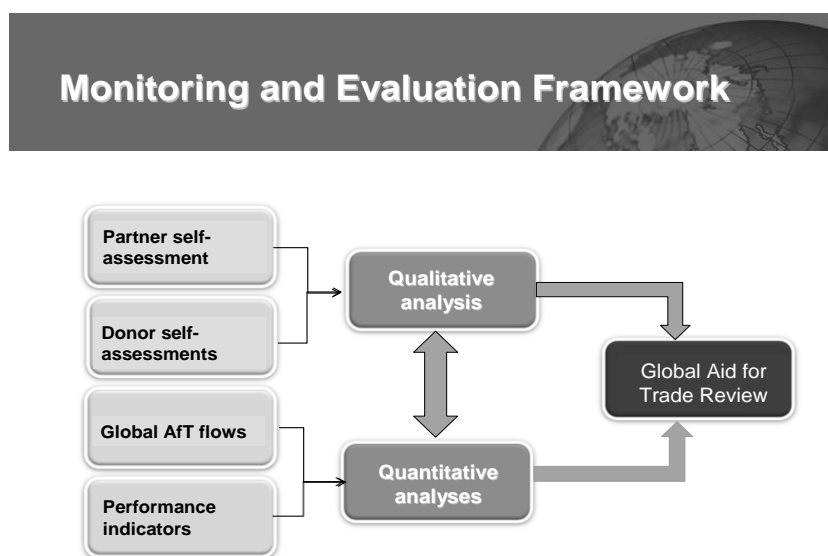 Monitoring and Evaluation Framework
Partner self-
assessment
Donor self-
assessments
Global AfT flows
Performance
indicators
Qualitative
analysis
Quantitative
analyses
Global Aid for
Trade Review